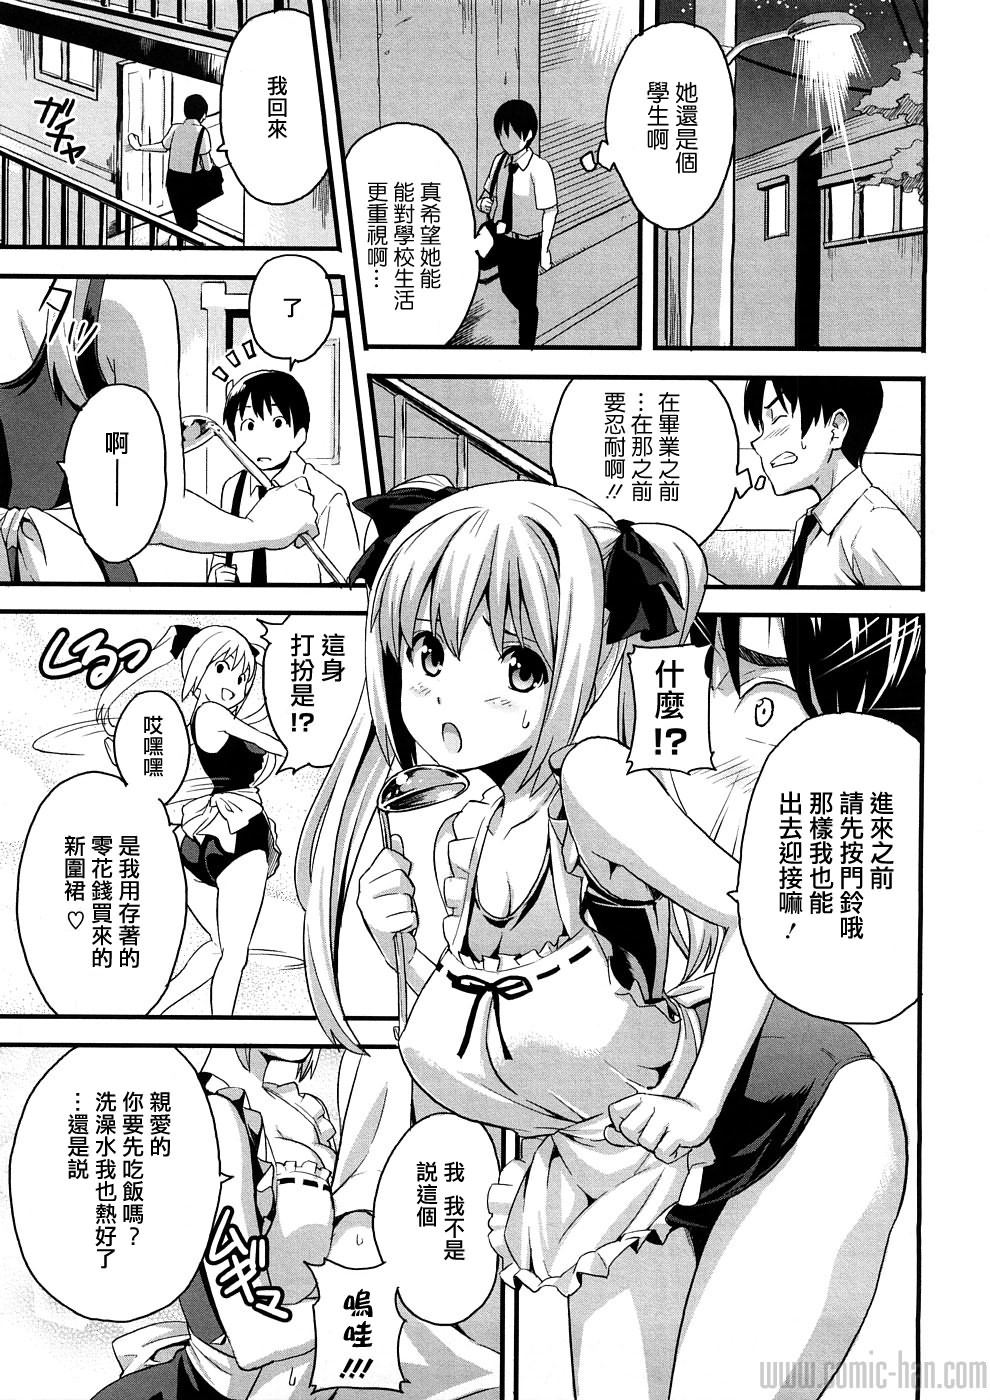 她還是個
學生啊
真希望她能
能對學校生活
更重視啊…
我回來
ガチャ
在畢業之前
…在那之前
要忍耐啊!!
了
啊——
タッ
進來之前
請先按門鈴哦
那樣我也能
出去迎接嘛！
什麼!?
這身
打扮是!?
くるっ
哎嘿嘿
是我用存著的
零花錢買來的
新圍裙♡
我 我不是
說這個
嗚哇!!!
ムギュ
親愛的
你要先吃飯嗎？
洗澡水我也熱好了
…還是說
www.comic-han.com